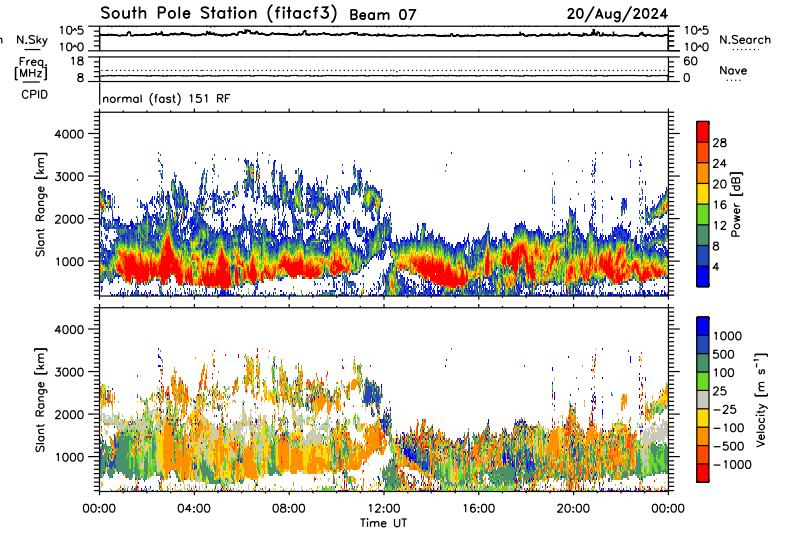 South Pole Station (fitacf3) Beam 07 20/Aug/2024
N.Sky 10^5 10^0 10^5 10^0 N.Search
Freq. [MHz] 18 8 60 0 Nave
CPID normal (fast) 151 RF
Slant Range [km] 4000 3000 2000 1000
28 24 20 16 12 8 4 Power [dB]
Slant Range [km] 4000 3000 2000 1000
1000 500 100 25 -25 -100 -500 -1000 Velocity [m s⁻¹]
00:00 04:00 08:00 12:00 16:00 20:00 00:00
Time UT